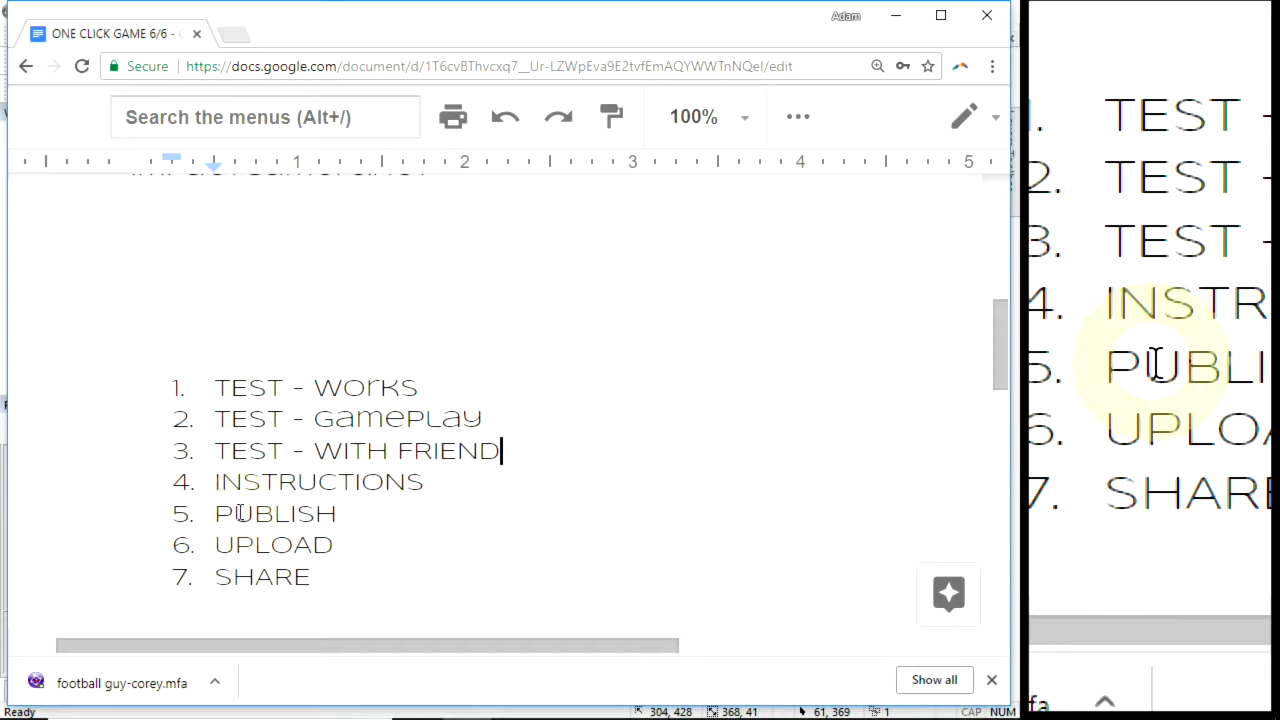 Adam
ONE CLICK GAME 6/6 -
Secure
https://docs.google.com/document/d/1T6cvBThvcxq7__Ur-LZWpEva9E2tvfEmAQYWWTnNQeI/edit
Search the menus (Alt+/)
100%
1 2 3 4 5
1. TEST - WORKS
2. TEST - GAMEPLAY
3. TEST - WITH FRIEND
4. INSTRUCTIONS
5. PUBLISH
6. UPLOAD
7. SHARE
football guy-corey.mfa
Show all
Ready
304, 428
368, 41
61, 369
1
CAP
NUM
1. TEST -
2. TEST -
3. TEST -
4. INSTR
5. PUBLI
6. UPLOA
7. SHARE
mfa